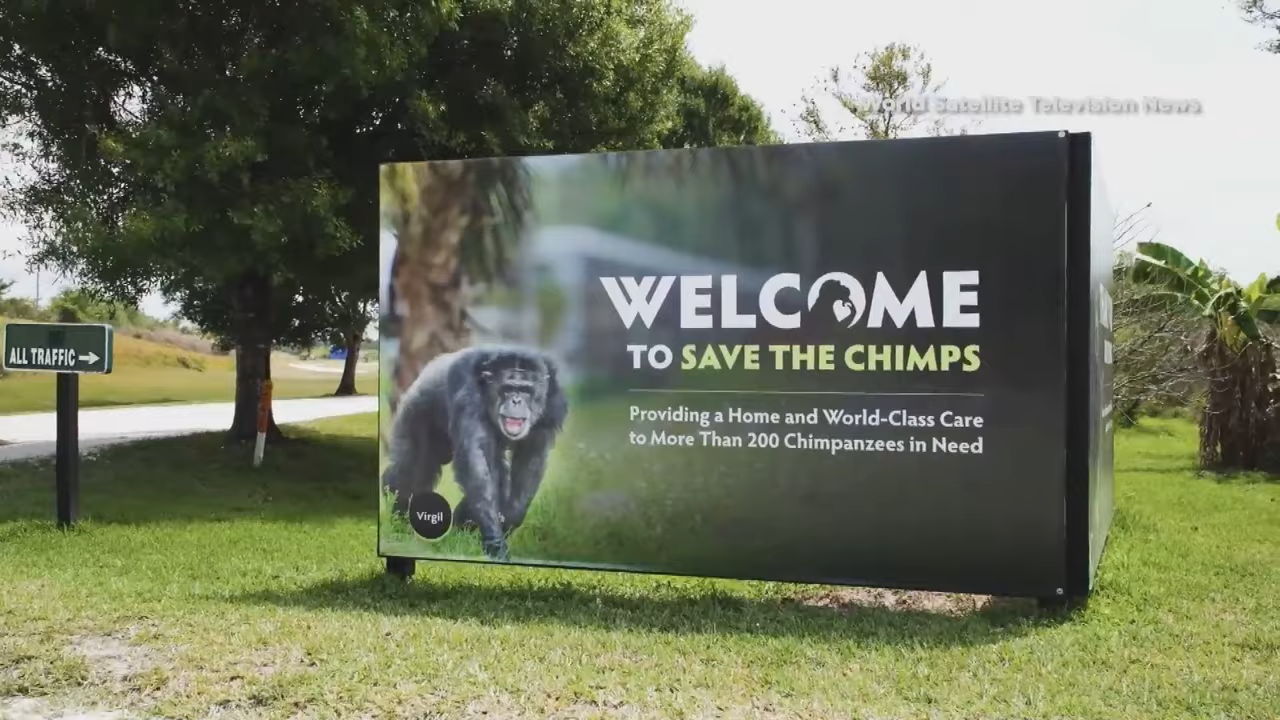 World Satellite Television News
WELCOME
TO SAVE THE CHIMPS
Providing a Home and World-Class Care
to More Than 200 Chimpanzees in Need
Virgil
ALL TRAFFIC →